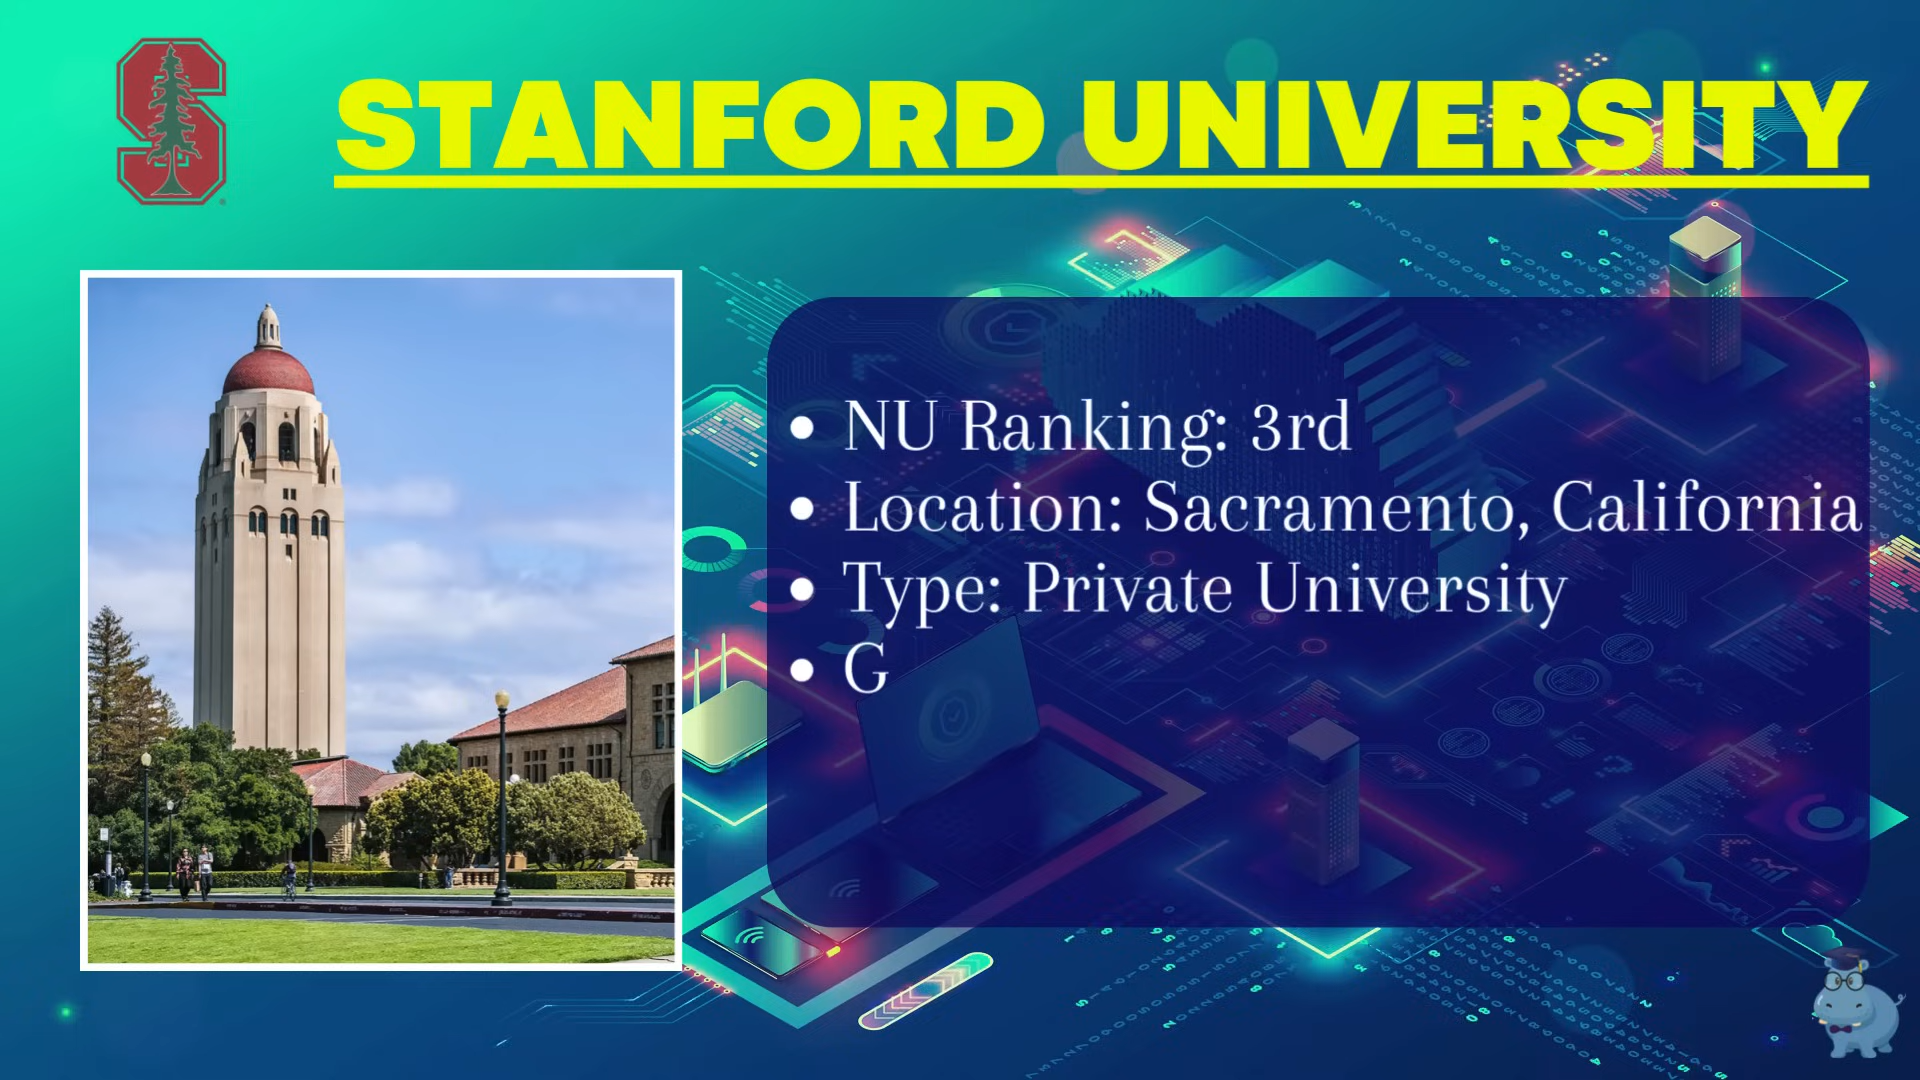 STANFORD UNIVERSITY
• NU Ranking: 3rd
• Location: Sacramento, California
• Type: Private University
• G